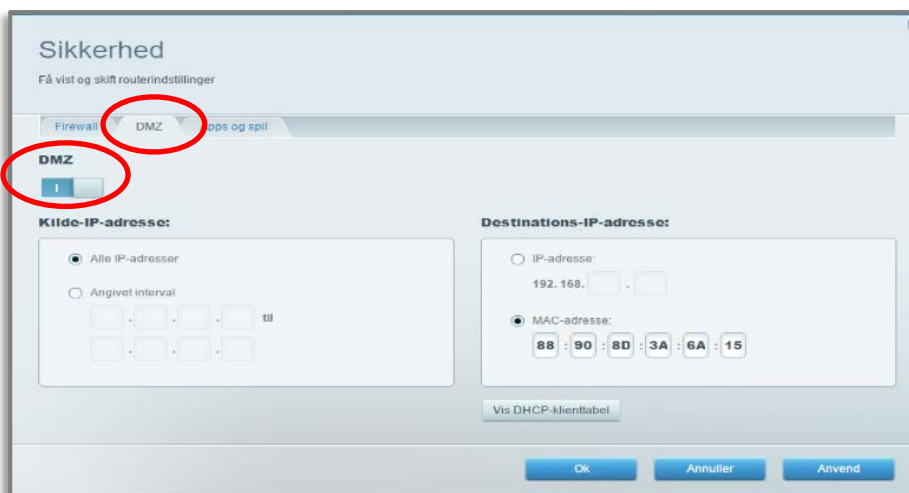 Sikkerhed
Få vist og skift routerindstillinger
Firewall DMZ Apps og spil
DMZ
I
Kilde-IP-adresse:
Alle IP-adresser
Angivet interval
. . . til
. . .
Destinations-IP-adresse:
IP-adresse:
192. 168. .
MAC-adresse:
88 : 90 : 8D : 3A : 6A : 15
Vis DHCP-klientlabel
Ok Annuller Anvend